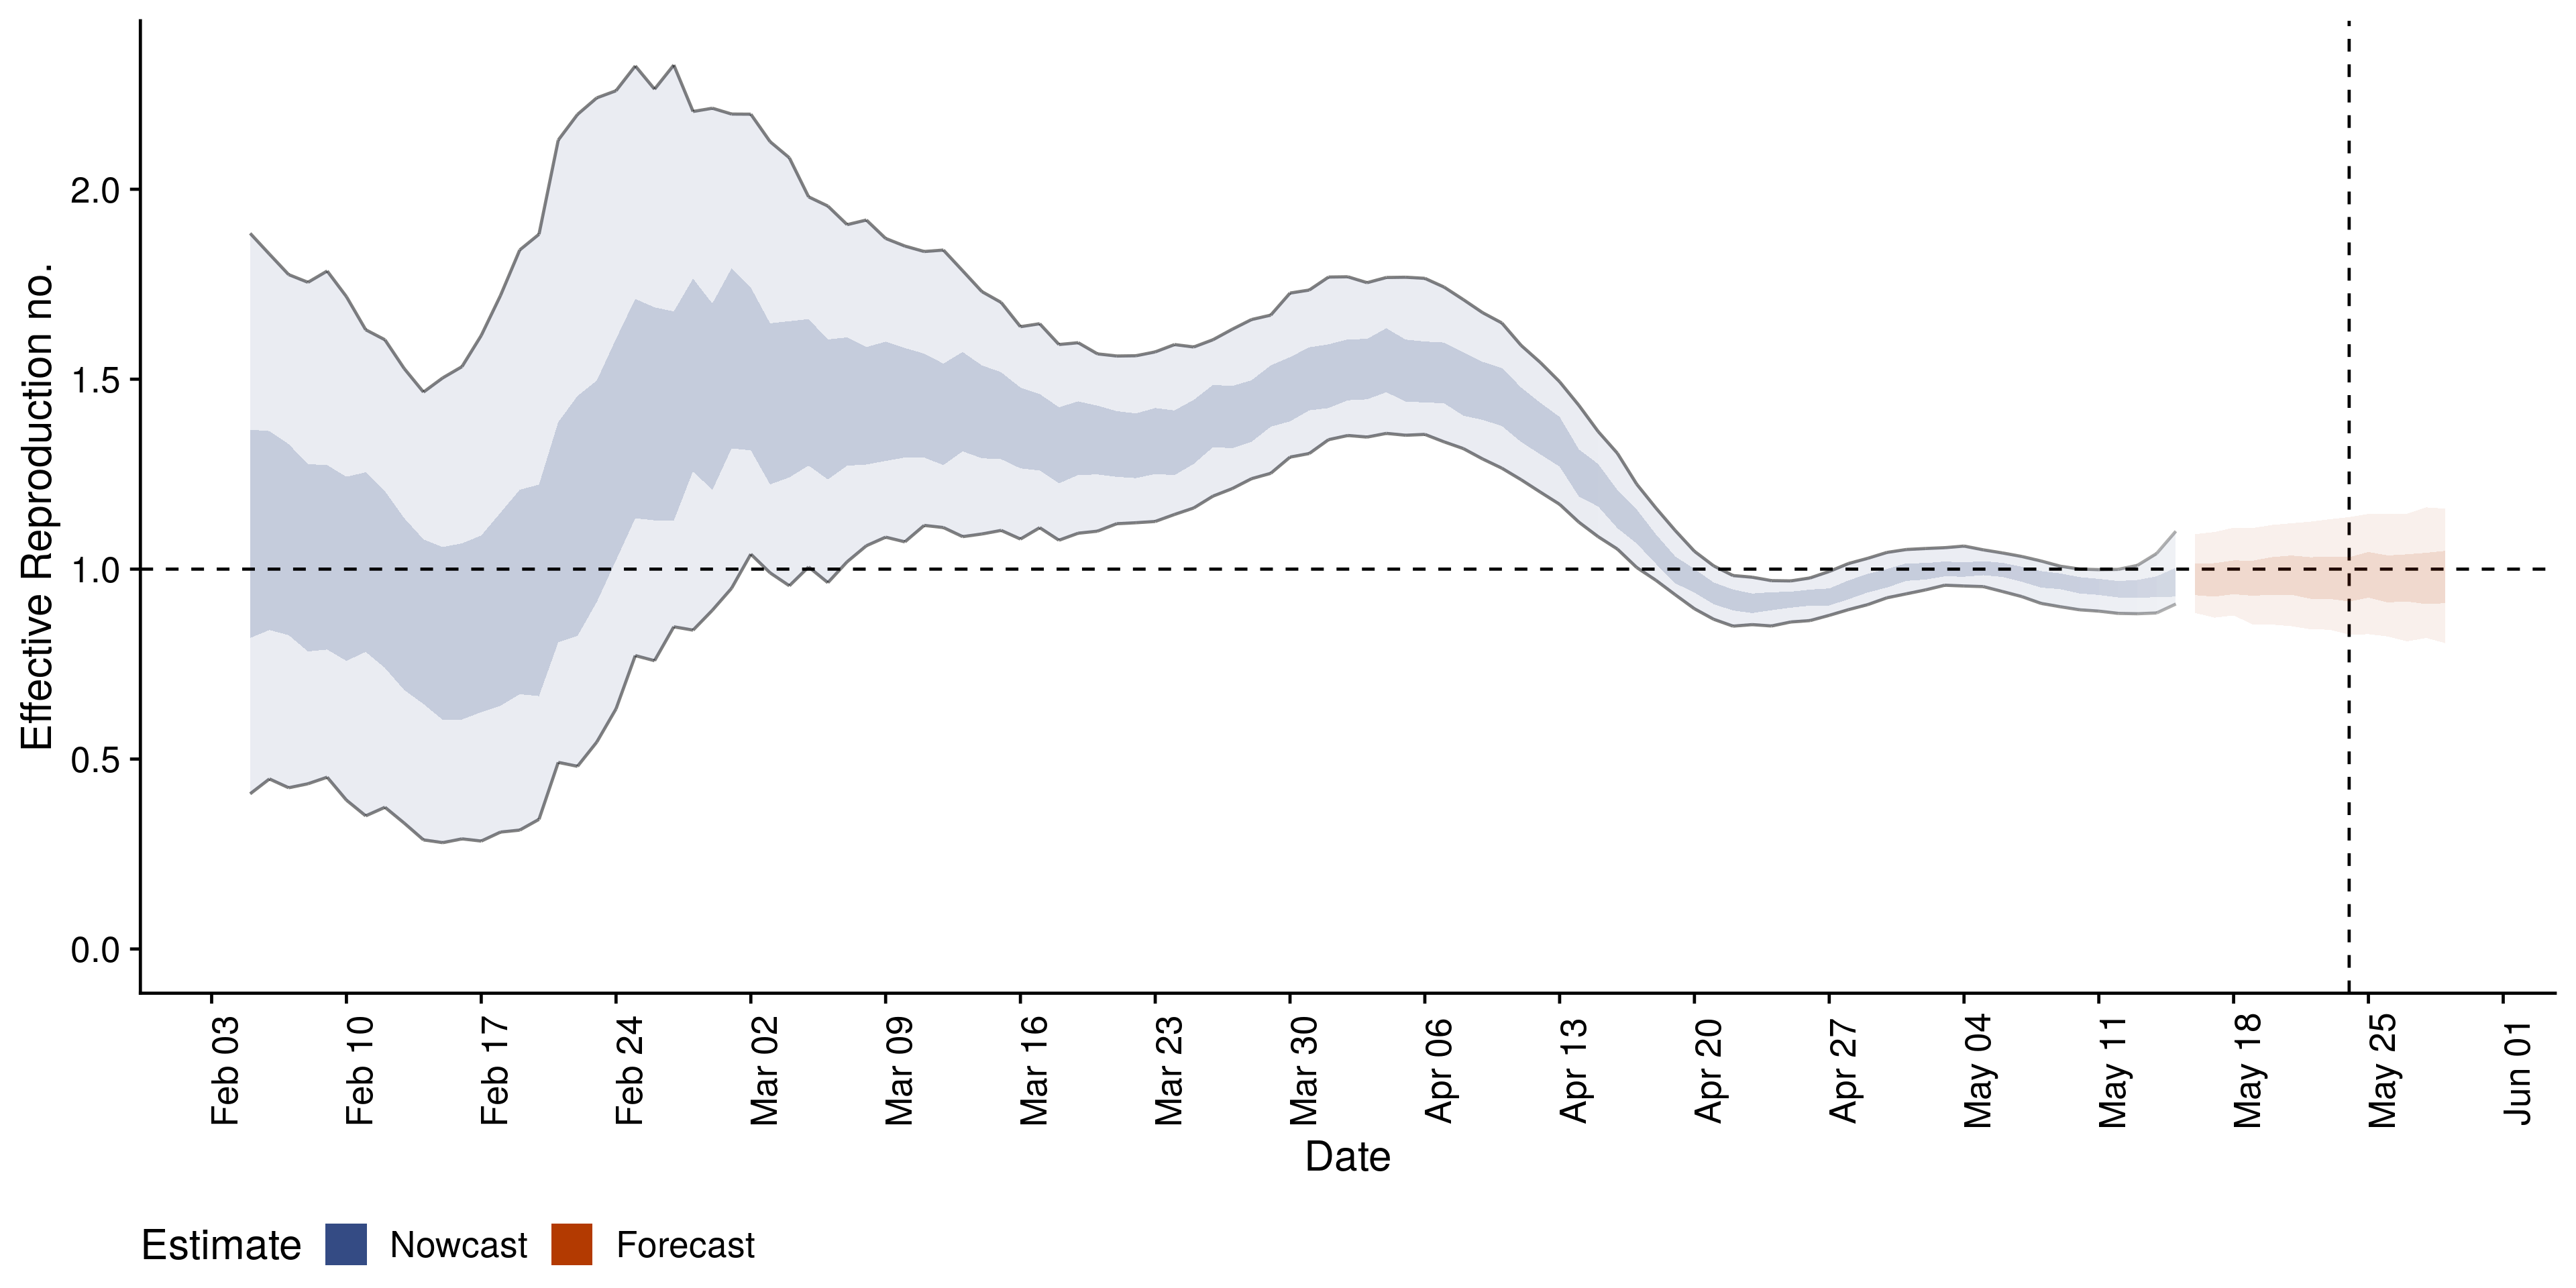 Effective Reproduction no.
2.0
1.5
1.0
0.5
0.0
Feb 03
Feb 10
Feb 17
Feb 24
Mar 02
Mar 09
Mar 16
Mar 23
Mar 30
Apr 06
Apr 13
Apr 20
Apr 27
May 04
May 11
May 18
May 25
Jun 01
Date
Estimate Nowcast Forecast